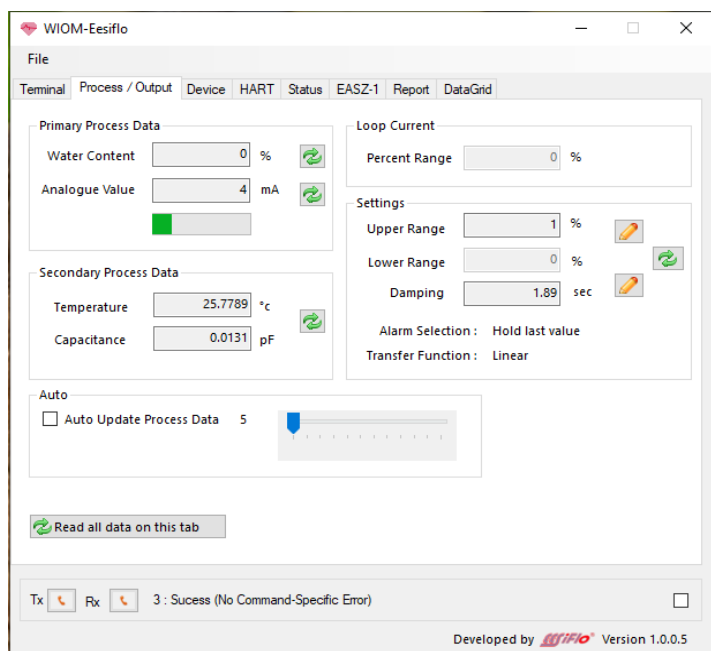 WIOM-Eesiflo
File
Terminal Process / Output Device HART Status EASZ-1 Report DataGrid
Primary Process Data
Water Content 0 %
Analogue Value 4 mA
Loop Current
Percent Range 0 %
Settings
Upper Range 1 %
Lower Range 0 %
Damping 1.89 sec
Alarm Selection : Hold last value
Transfer Function : Linear
Secondary Process Data
Temperature 25.7789 °c
Capacitance 0.0131 pF
Auto
Auto Update Process Data 5
Read all data on this tab
Tx Rx 3 : Sucess (No Command-Specific Error)
Developed by EESiFlo Version 1.0.0.5